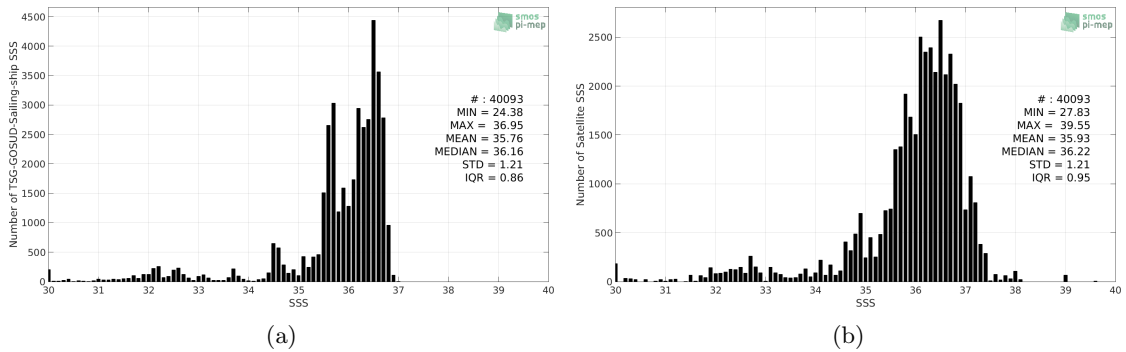 smos
pi-mep
Number of TSG-GOSUD-Sailing-ship SSS
4500
4000
3500
3000
2500
2000
1500
1000
500
0
# : 40093
MIN = 24.38
MAX = 36.95
MEAN = 35.76
MEDIAN = 36.16
STD = 1.21
IQR = 0.86
30 31 32 33 34 35 36 37 38 39 40
SSS
(a)
smos
pi-mep
Number of Satellite SSS
2500
2000
1500
1000
500
0
# : 40093
MIN = 27.83
MAX = 39.55
MEAN = 35.93
MEDIAN = 36.22
STD = 1.21
IQR = 0.95
30 31 32 33 34 35 36 37 38 39 40
SSS
(b)